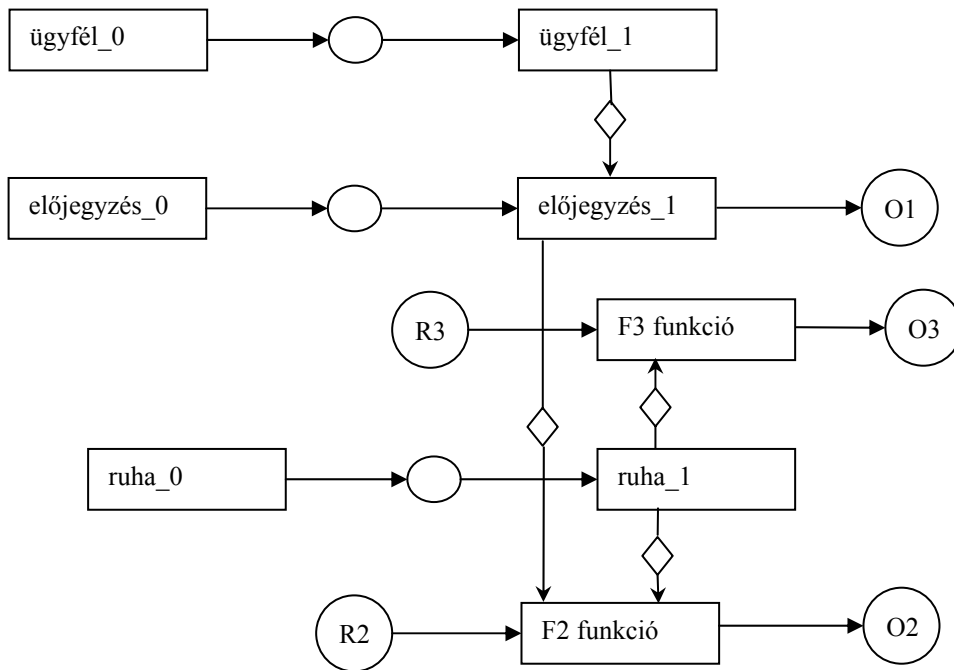 ügyfél_0
ügyfél_1
előjegyzés_0
előjegyzés_1
O1
R3
F3 funkció
O3
ruha_0
ruha_1
R2
F2 funkció
O2